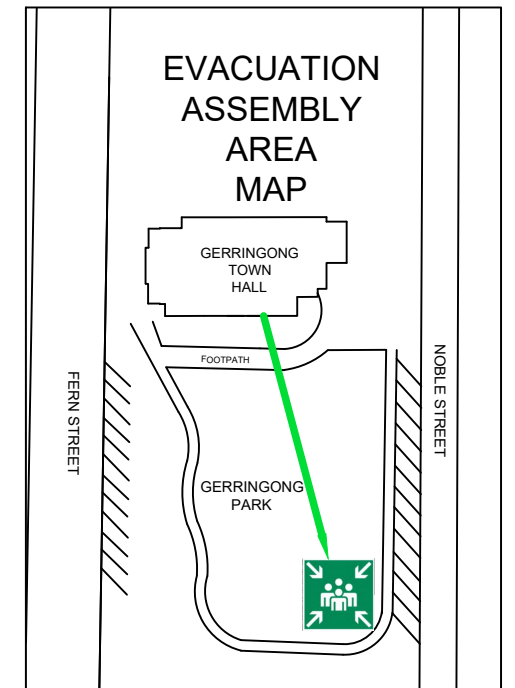 EVACUATION
ASSEMBLY
AREA
MAP
GERRINGONG
TOWN
HALL
FOOTPATH
FERN STREET
NOBLE STREET
GERRINGONG
PARK